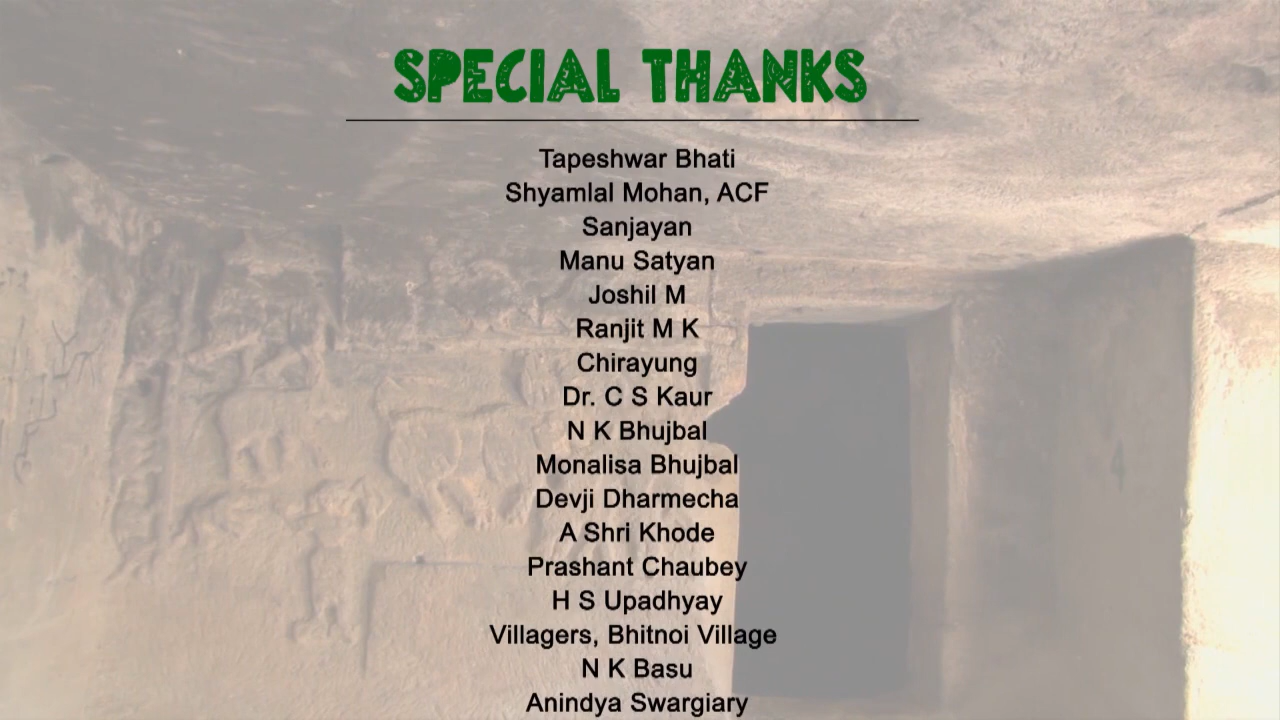 SPECIAL THANKS
Tapeshwar Bhati
Shyamlal Mohan, ACF
Sanjayan
Manu Satyan
Joshil M
Ranjit M K
Chirayung
Dr. C S Kaur
N K Bhujbal
Monalisa Bhujbal
Devji Dharmecha
A Shri Khode
Prashant Chaubey
H S Upadhyay
Villagers, Bhitnoi Village
N K Basu
Anindya Swargiary
4